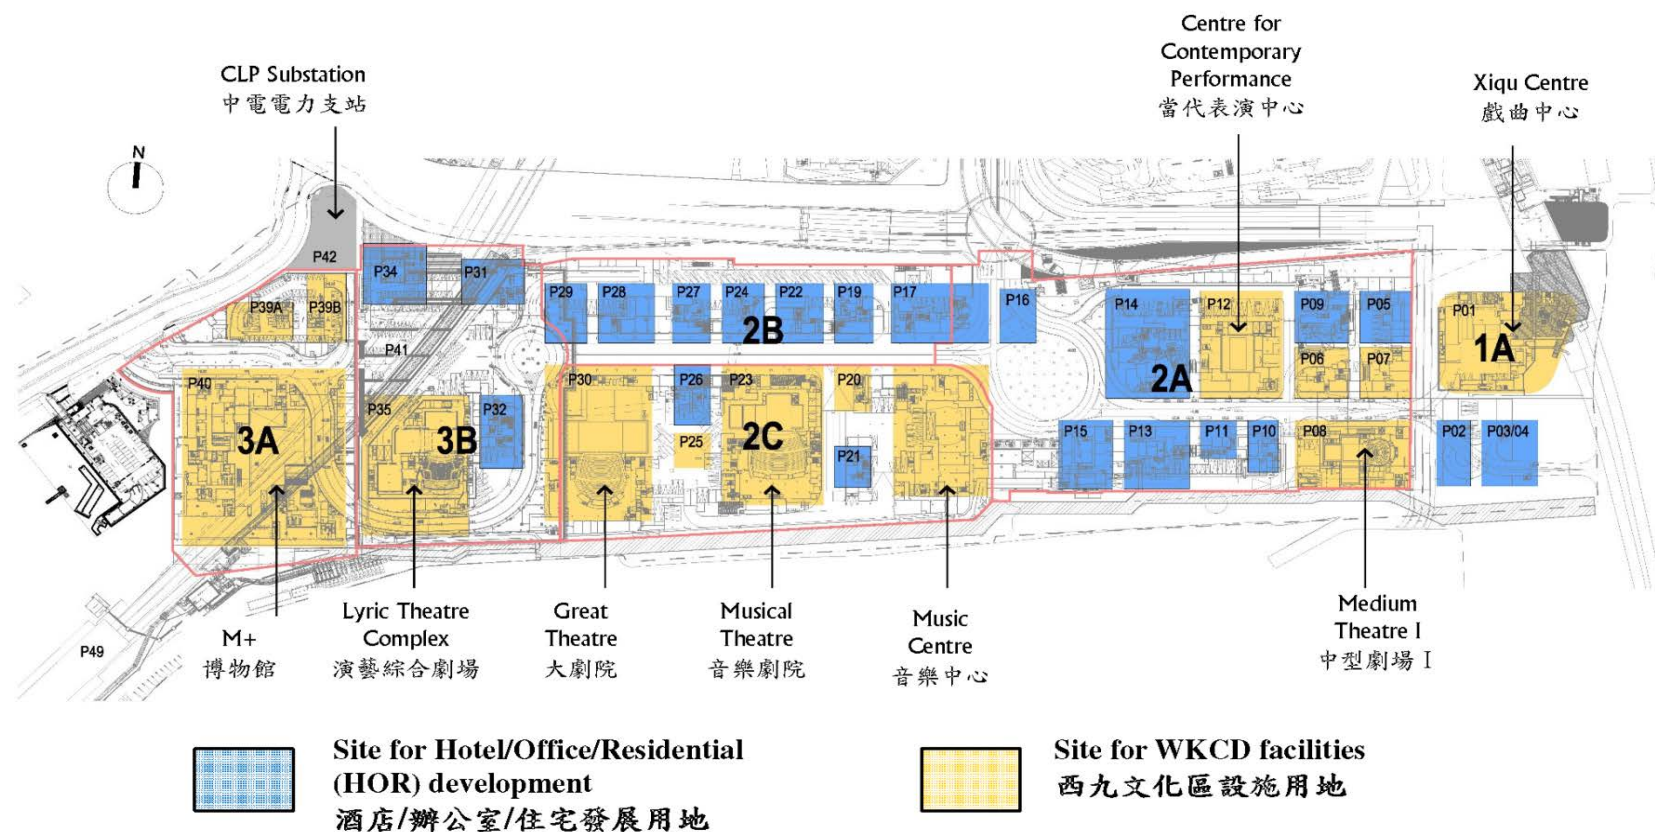 Centre for
Contemporary
Performance
當代表演中心
CLP Substation
中電電力支站
Xiqu Centre
戲曲中心
N
P42
P34
P31
P39A
P39B
P29
P28
P27
P24
P22
P19
P17
P16
P14
P12
P09
P05
P01
2B
P41
1A
P06
P07
2A
P40
P35
P32
P30
P26
P23
P20
3A
3B
P25
2C
P21
P15
P13
P11
P10
P08
P02
P03/04
P49
M+
博物館
Lyric Theatre
Complex
演藝綜合劇場
Great
Theatre
大劇院
Musical
Theatre
音樂劇院
Music
Centre
音樂中心
Medium
Theatre I
中型劇場 I
Site for Hotel/Office/Residential
(HOR) development
酒店/辦公室/住宅發展用地
Site for WKCD facilities
西九文化區設施用地